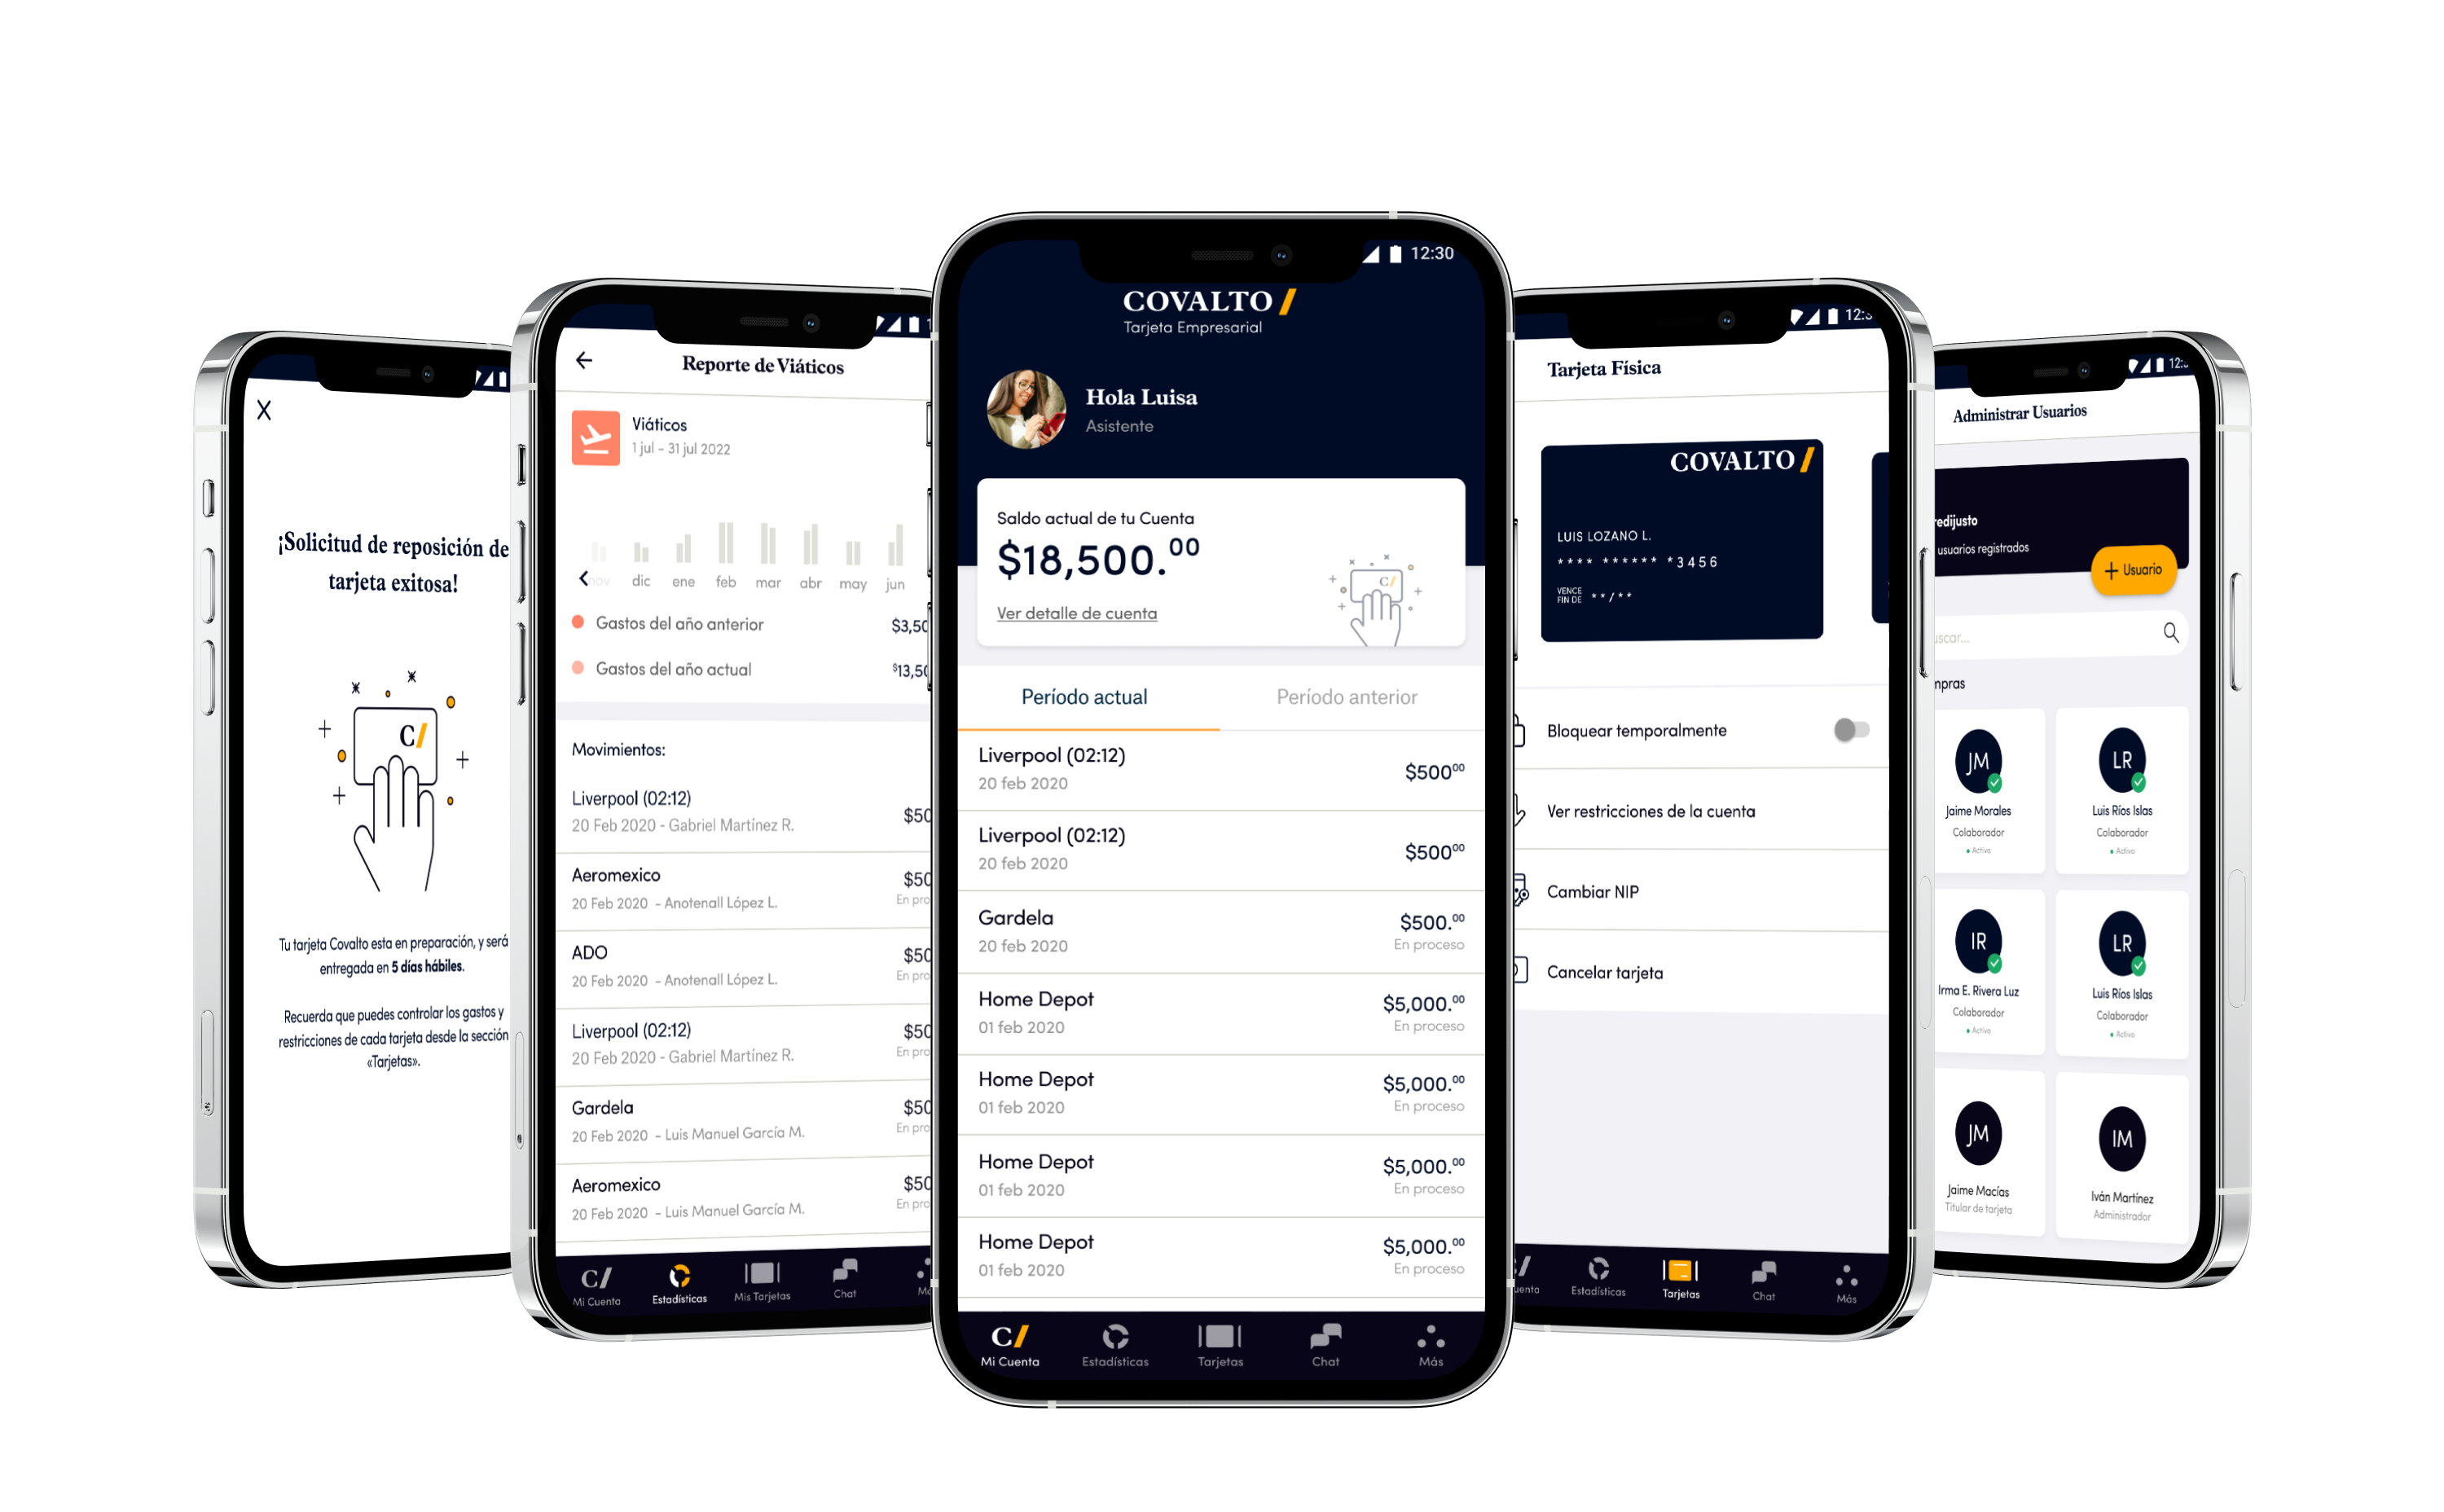 ¡Solicitud de reposición de
tarjeta exitosa!
C/
Tu tarjeta Covalto esta en preparación, y será
entregada en 5 días hábiles.
Recuerda que puedes controlar los gastos y
restricciones de cada tarjeta desde la sección
«Tarjetas».
Reporte de Viáticos
Viáticos
1 jul - 31 jul 2022
nov dic ene feb mar abr may jun
Gastos del año anterior $3,50
Gastos del año actual $13,50
Movimientos:
Liverpool (02:12) $50
20 Feb 2020 - Gabriel Martínez R.
Aeromexico $50
20 Feb 2020 - Anotenall López L. En pro
ADO $50
20 Feb 2020 - Anotenall López L. En pro
Liverpool (02:12) $50
20 Feb 2020 - Gabriel Martínez R. En pro
Gardela $50
20 Feb 2020 - Luis Manuel García M. En pro
Aeromexico $50
20 Feb 2020 - Luis Manuel García M. En pro
C/
Mi Cuenta Estadísticas Mis Tarjetas Chat Má
12:30
COVALTO/
Tarjeta Empresarial
Hola Luisa
Asistente
Saldo actual de tu Cuenta
$18,500.00
Ver detalle de cuenta
C/
Período actual Período anterior
Liverpool (02:12) $50000
20 feb 2020
Liverpool (02:12) $50000
20 feb 2020
Gardela $500.00
20 feb 2020 En proceso
Home Depot $5,000.00
01 feb 2020 En proceso
Home Depot $5,000.00
01 feb 2020 En proceso
Home Depot $5,000.00
01 feb 2020 En proceso
Home Depot $5,000.00
01 feb 2020 En proceso
C/
Mi Cuenta Estadísticas Tarjetas Chat Más
12:3
Tarjeta Física
COVALTO/
LUIS LOZANO L.
**** ****** *3456
VENCE
FIN DE **/**
Bloquear temporalmente
Ver restricciones de la cuenta
Cambiar NIP
Cancelar tarjeta
uenta Estadísticas Tarjetas Chat Más
12:3
Administrar Usuarios
redijusto
usuarios registrados
+ Usuario
uscar...
mpras
JM LR
Jaime Morales Luis Ríos Islas
Colaborador Colaborador
Activo Activo
IR LR
Irma E. Rivera Luz Luis Ríos Islas
Colaborador Colaborador
Activo Activo
JM IM
Jaime Macías Iván Martínez
Titular de tarjeta Administrador